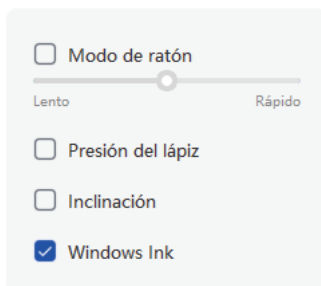 Modo de ratón
Lento Rápido
Presión del lápiz
Inclinación
Windows Ink